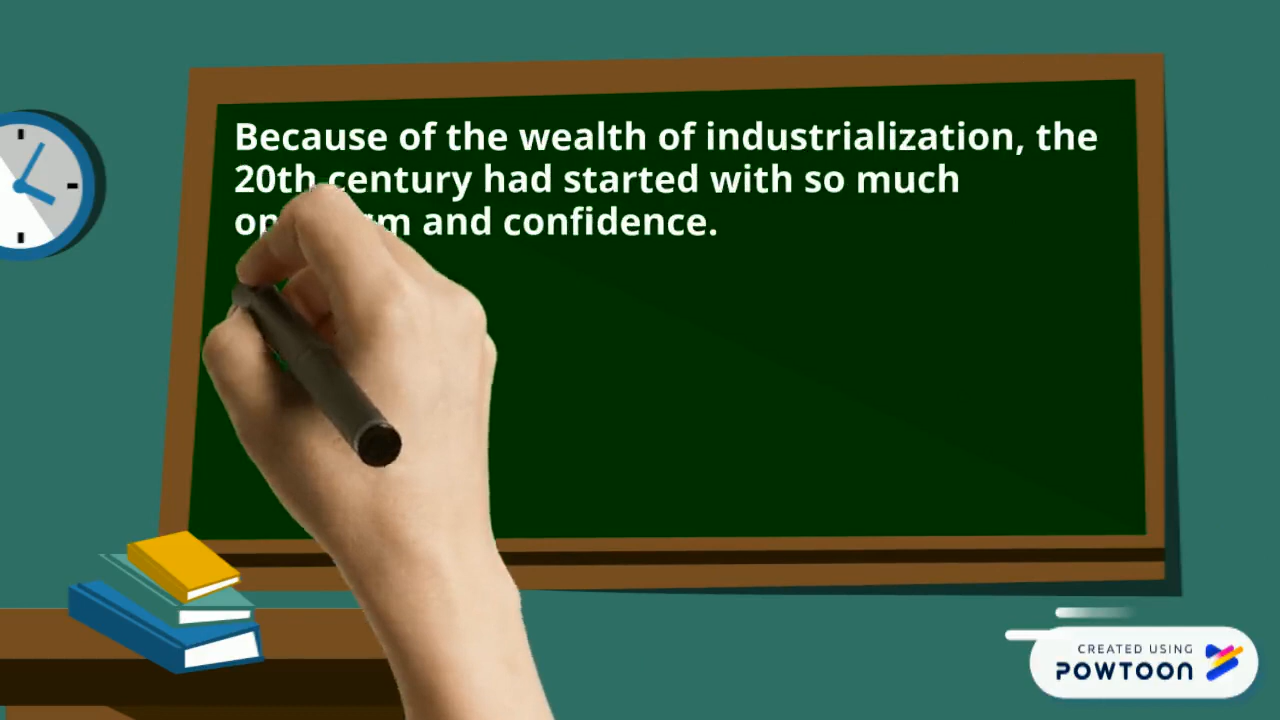 Because of the wealth of industrialization, the
20th century had started with so much
and confidence.
CREATED USING
POWTOON